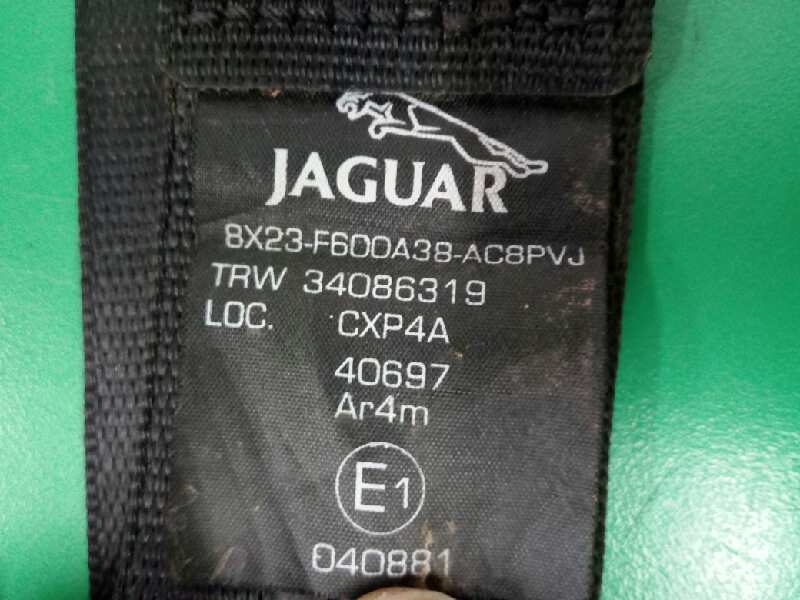 JAGUAR
8X23-F600A38-AC8PVJ
TRW 34086319
LOC. CXP4A
40697
Ar4m
E1
040881